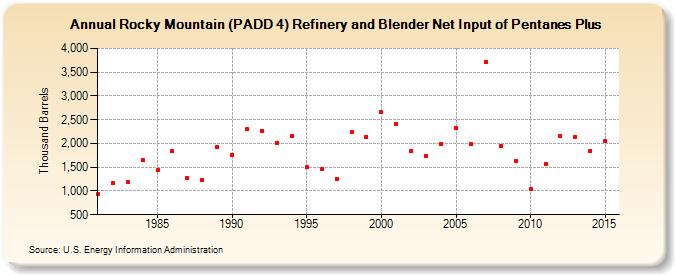 Annual Rocky Mountain (PADD 4) Refinery and Blender Net Input of Pentanes Plus
Thousand Barrels
4,000
3,500
3,000
2,500
2,000
1,500
1,000
500
1985 1990 1995 2000 2005 2010 2015
Source: U.S. Energy Information Administration